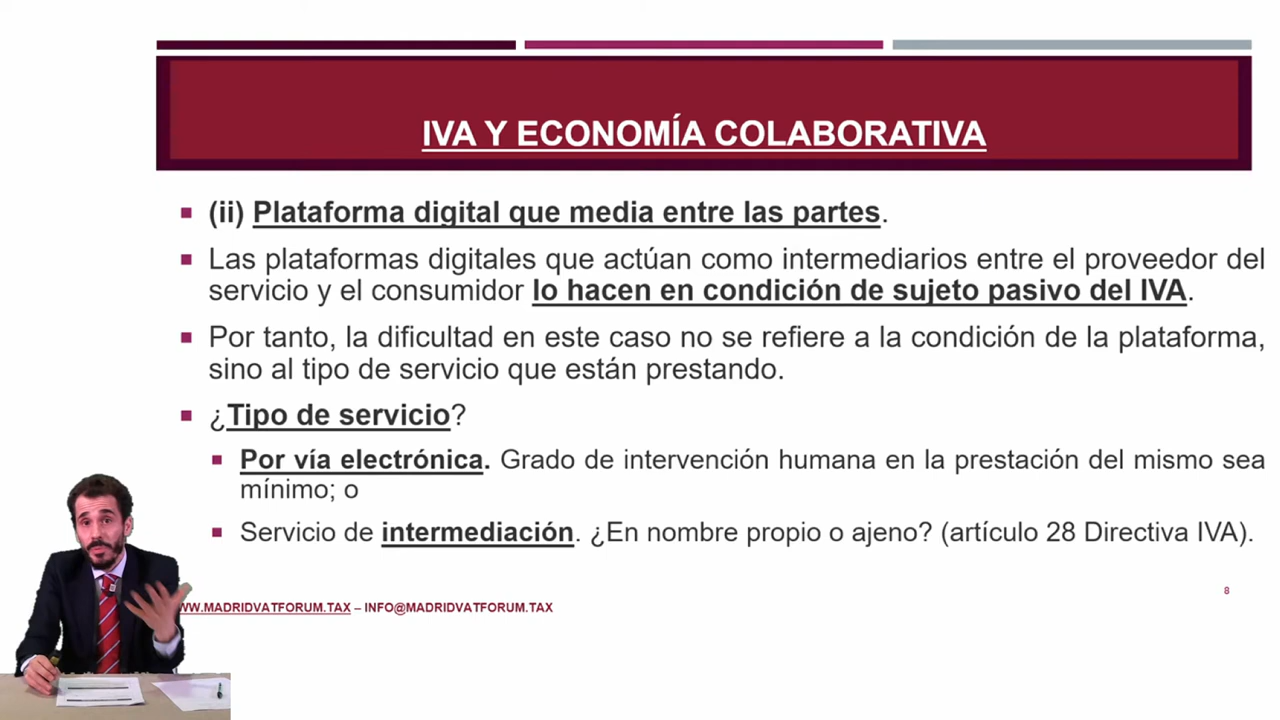 IVA Y ECONOMÍA COLABORATIVA
(ii) Plataforma digital que media entre las partes.
Las plataformas digitales que actúan como intermediarios entre el proveedor del
servicio y el consumidor lo hacen en condición de sujeto pasivo del IVA.
Por tanto, la dificultad en este caso no se refiere a la condición de la plataforma,
sino al tipo de servicio que están prestando.
¿Tipo de servicio?
Por vía electrónica. Grado de intervención humana en la prestación del mismo sea
mínimo; o
Servicio de intermediación. ¿En nombre propio o ajeno? (artículo 28 Directiva IVA).
8
WW.MADRIDVATFORUM.TAX – INFO@MADRIDVATFORUM.TAX